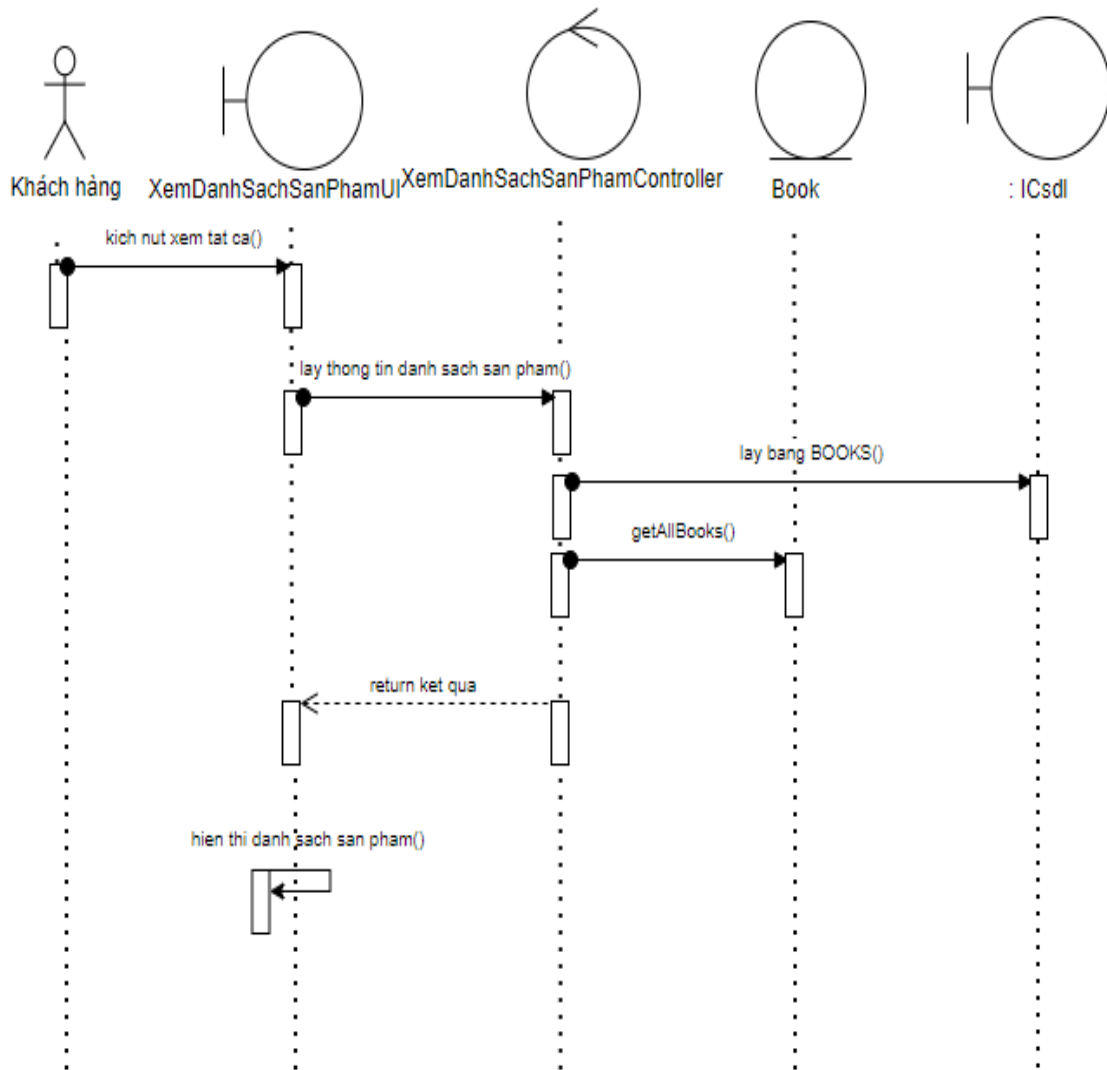 Khách hàng
XemDanhSachSanPhamUI
XemDanhSachSanPhamController
Book
: ICsdl
kich nut xem tat ca()
lay thong tin danh sach san pham()
lay bang BOOKS()
getAllBooks()
return ket qua
hien thi danh sach san pham()